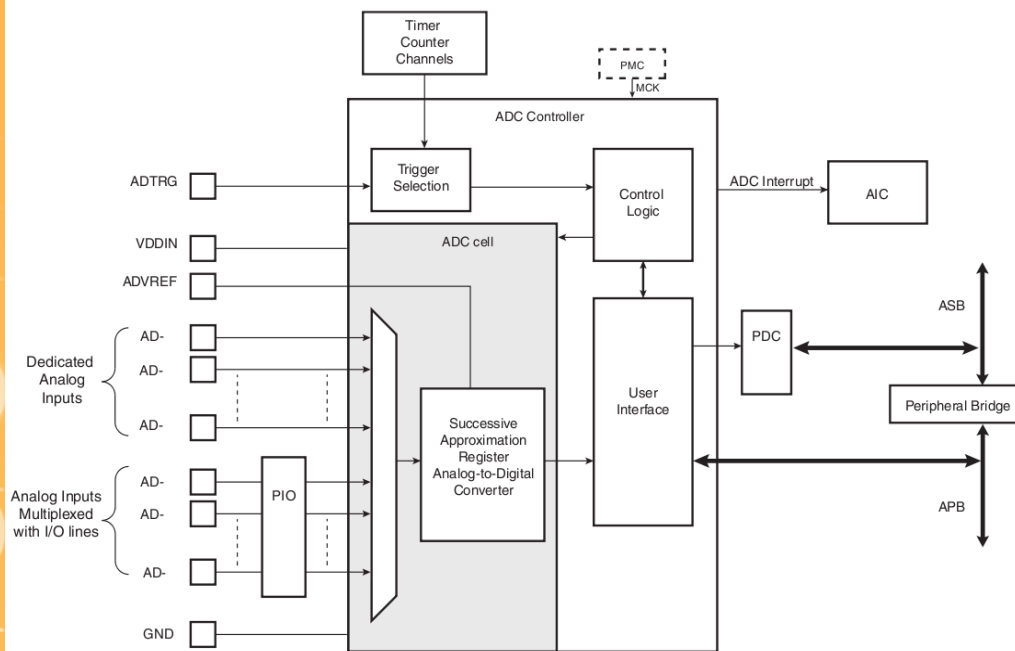 Timer
Counter
Channels
PMC
MCK
ADC Controller
Trigger
Selection
Control
Logic
ADC Interrupt
AIC
ADTRG
VDDIN
ADC cell
ADVREF
ASB
PDC
Dedicated
Analog
Inputs
AD-
AD-
AD-
User
Interface
Peripheral Bridge
Successive
Approximation
Register
Analog-to-Digital
Converter
Analog Inputs
Multiplexed
with I/O lines
AD-
AD-
AD-
PIO
APB
GND